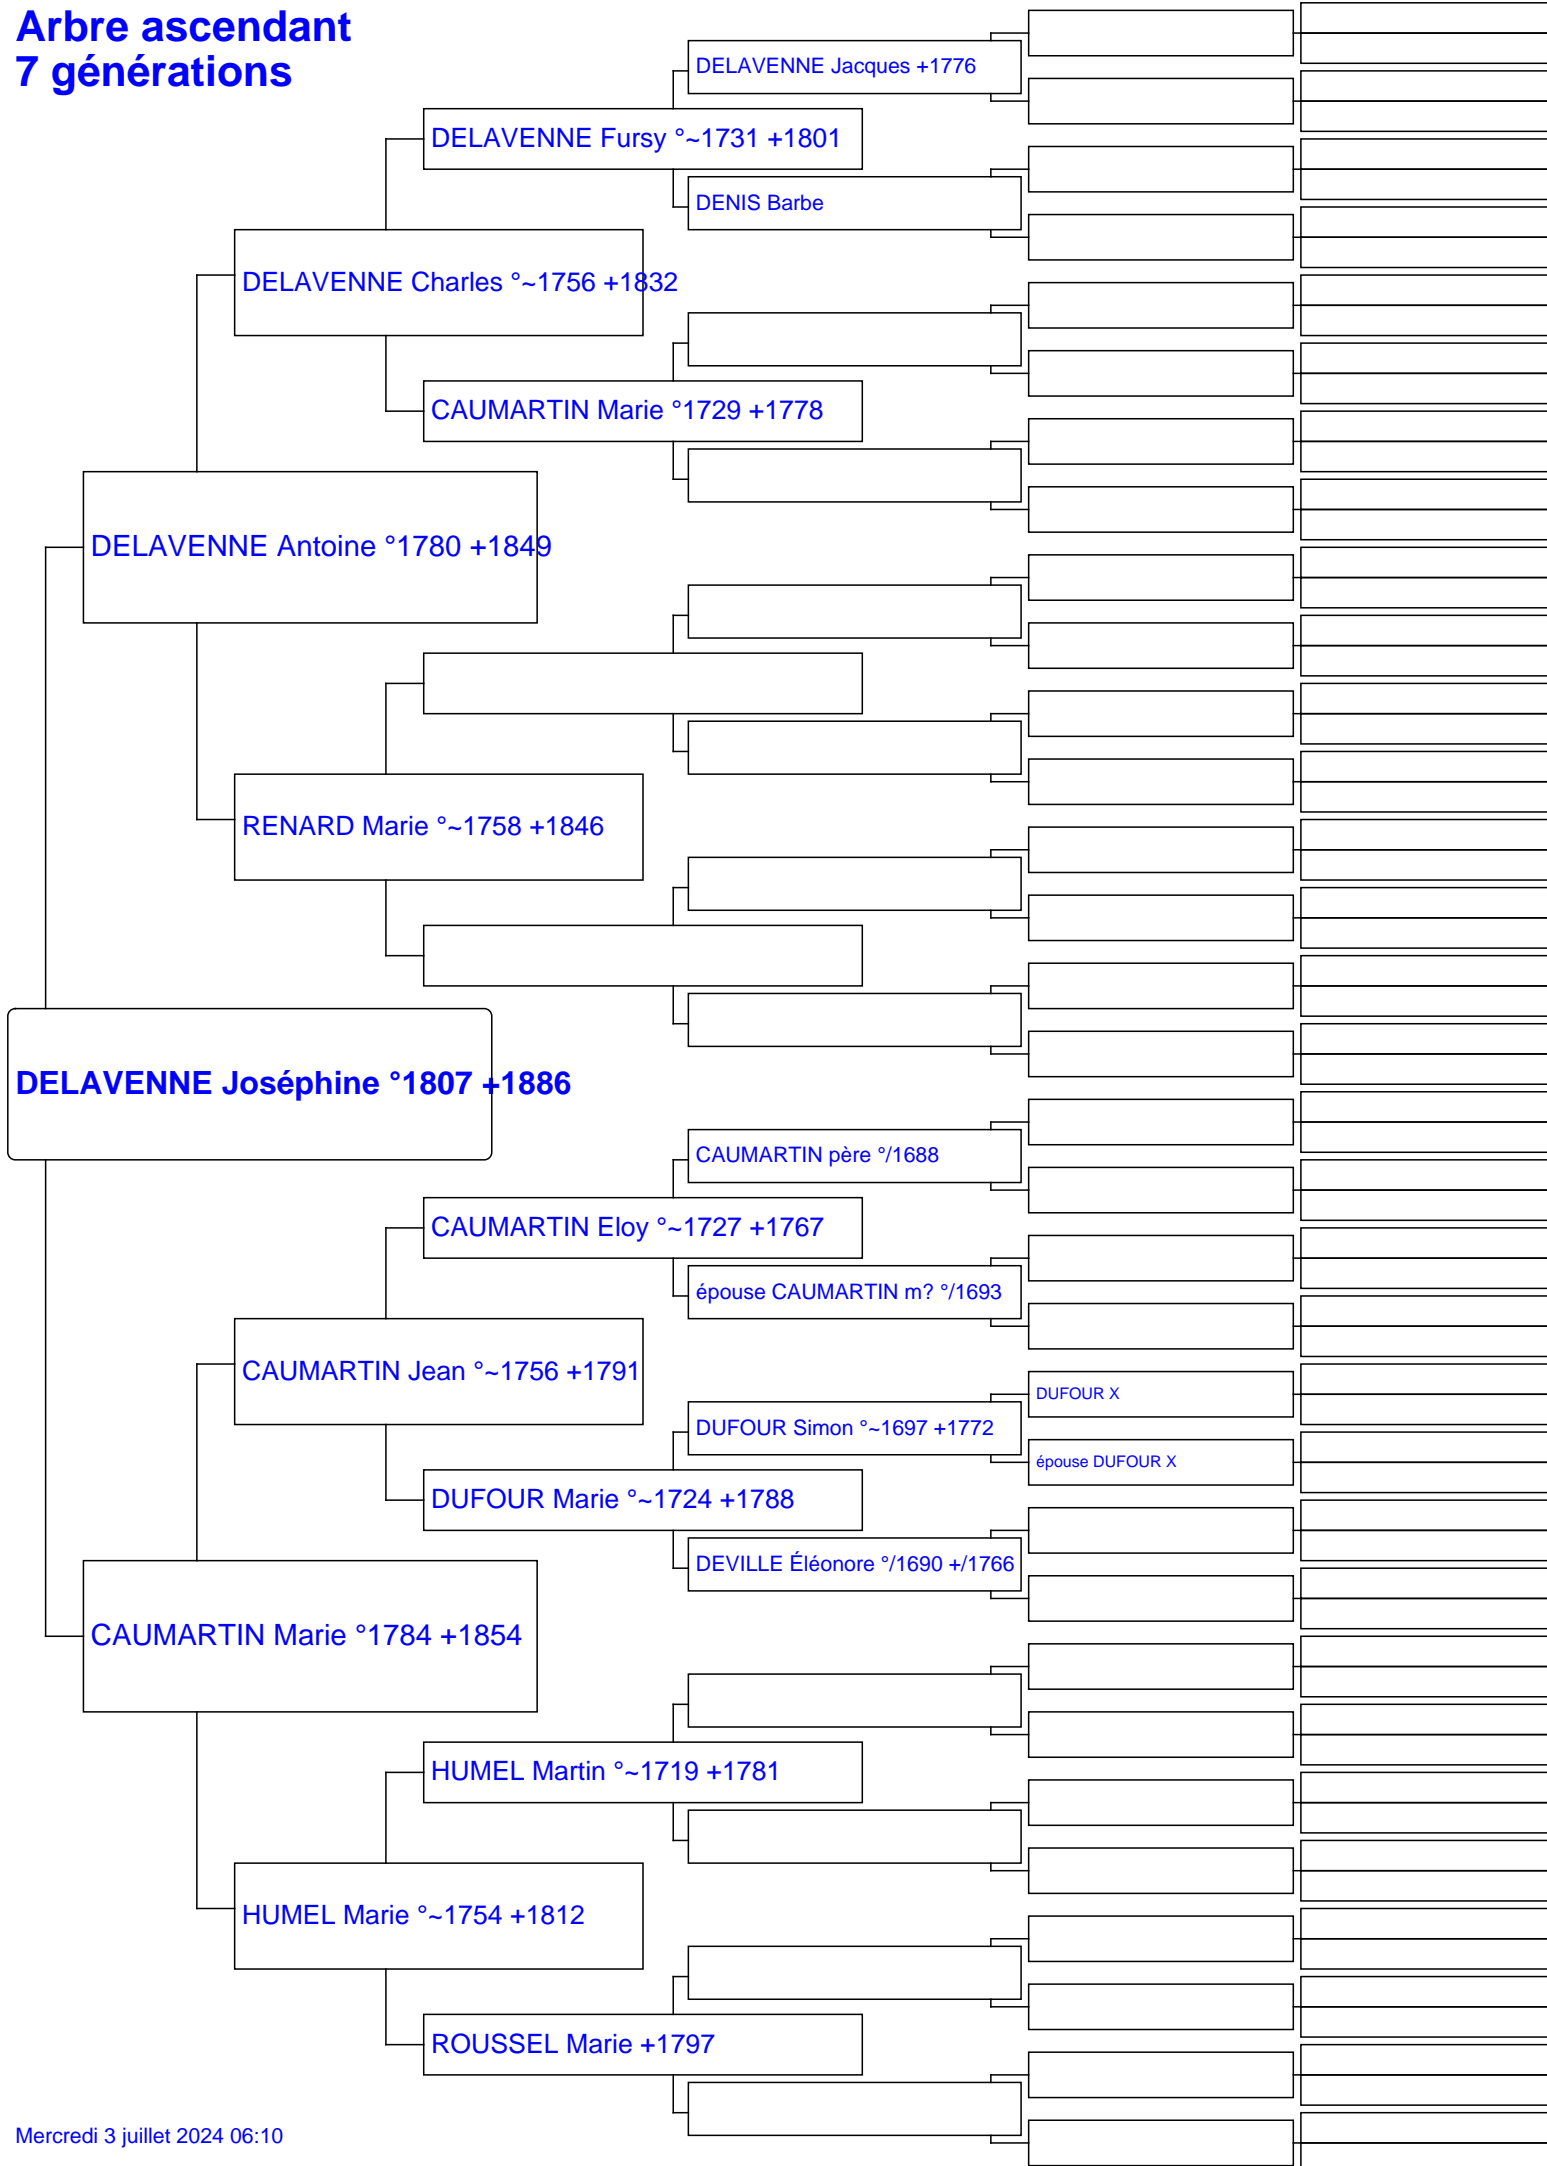 Arbre ascendant
7 générations
DELAVENNE Jacques +1776
DELAVENNE Fursy °~1731 +1801
DENIS Barbe
DELAVENNE Charles °~1756 +1832
CAUMARTIN Marie °1729 +1778
DELAVENNE Antoine °1780 +1849
RENARD Marie °~1758 +1846
DELAVENNE Joséphine °1807 +1886
CAUMARTIN père °/1688
CAUMARTIN Eloy °~1727 +1767
épouse CAUMARTIN m? °/1693
CAUMARTIN Jean °~1756 +1791
DUFOUR X
DUFOUR Simon °~1697 +1772
épouse DUFOUR X
DUFOUR Marie °~1724 +1788
DEVILLE Éléonore °/1690 +/1766
CAUMARTIN Marie °1784 +1854
HUMEL Martin °~1719 +1781
HUMEL Marie °~1754 +1812
ROUSSEL Marie +1797
Mercredi 3 juillet 2024 06:10